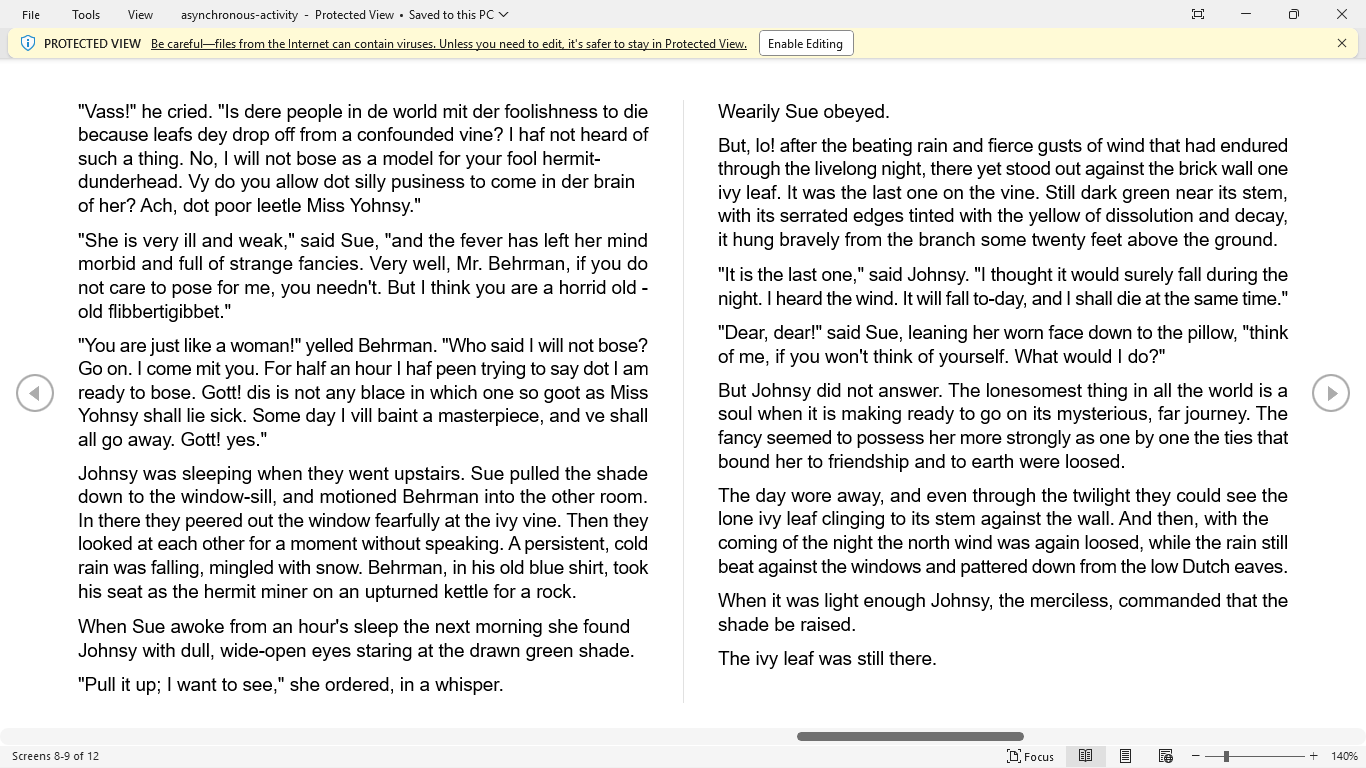 File Tools View asynchronous-activity - Protected View • Saved to this PC
PROTECTED VIEW Be careful—files from the Internet can contain viruses. Unless you need to edit, it's safer to stay in Protected View. Enable Editing
"Vass!" he cried. "Is dere people in de world mit der foolishness to die
because leafs dey drop off from a confounded vine? I haf not heard of
such a thing. No, I will not bose as a model for your fool hermit-
dunderhead. Vy do you allow dot silly pusiness to come in der brain
of her? Ach, dot poor leetle Miss Yohnsy."
"She is very ill and weak," said Sue, "and the fever has left her mind
morbid and full of strange fancies. Very well, Mr. Behrman, if you do
not care to pose for me, you needn't. But I think you are a horrid old -
old flibbertigibbet."
"You are just like a woman!" yelled Behrman. "Who said I will not bose?
Go on. I come mit you. For half an hour I haf peen trying to say dot I am
ready to bose. Gott! dis is not any blace in which one so goot as Miss
Yohnsy shall lie sick. Some day I vill baint a masterpiece, and ve shall
all go away. Gott! yes."
Johnsy was sleeping when they went upstairs. Sue pulled the shade
down to the window-sill, and motioned Behrman into the other room.
In there they peered out the window fearfully at the ivy vine. Then they
looked at each other for a moment without speaking. A persistent, cold
rain was falling, mingled with snow. Behrman, in his old blue shirt, took
his seat as the hermit miner on an upturned kettle for a rock.
When Sue awoke from an hour's sleep the next morning she found
Johnsy with dull, wide-open eyes staring at the drawn green shade.
"Pull it up; I want to see," she ordered, in a whisper.
Wearily Sue obeyed.
But, lo! after the beating rain and fierce gusts of wind that had endured
through the livelong night, there yet stood out against the brick wall one
ivy leaf. It was the last one on the vine. Still dark green near its stem,
with its serrated edges tinted with the yellow of dissolution and decay,
it hung bravely from the branch some twenty feet above the ground.
"It is the last one," said Johnsy. "I thought it would surely fall during the
night. I heard the wind. It will fall to-day, and I shall die at the same time."
"Dear, dear!" said Sue, leaning her worn face down to the pillow, "think
of me, if you won't think of yourself. What would I do?"
But Johnsy did not answer. The lonesomest thing in all the world is a
soul when it is making ready to go on its mysterious, far journey. The
fancy seemed to possess her more strongly as one by one the ties that
bound her to friendship and to earth were loosed.
The day wore away, and even through the twilight they could see the
lone ivy leaf clinging to its stem against the wall. And then, with the
coming of the night the north wind was again loosed, while the rain still
beat against the windows and pattered down from the low Dutch eaves.
When it was light enough Johnsy, the merciless, commanded that the
shade be raised.
The ivy leaf was still there.
Screens 8-9 of 12 Focus 140%